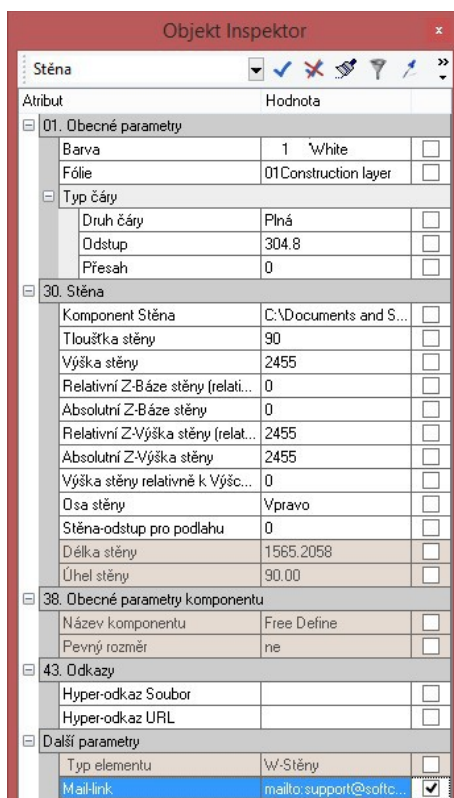 Objekt Inspektor
Stěna
Atribut Hodnota
01. Obecné parametry
Barva 1 White
Fólie 01Construction layer
Typ čáry
Druh čáry Plná
Odstup 304.8
Přesah 0
30. Stěna
Komponent Stěna C:\Documents and S...
Tloušťka stěny 90
Výška stěny 2455
Relativní Z-Báze stěny (relati... 0
Absolutní Z-Báze stěny 0
Relativní Z-Výška stěny (relat... 2455
Absolutní Z-Výška stěny 2455
Výška stěny relativně k Výšc... 0
Osa stěny Vpravo
Stěna-odstup pro podlahu 0
Délka stěny 1565.2058
Úhel stěny 90.00
38. Obecné parametry komponentu
Název komponentu Free Define
Pevný rozměr ne
43. Odkazy
Hyper-odkaz Soubor
Hyper-odkaz URL
Další parametry
Typ elementu W-Stěny
Mail-link mailto:support@softc...